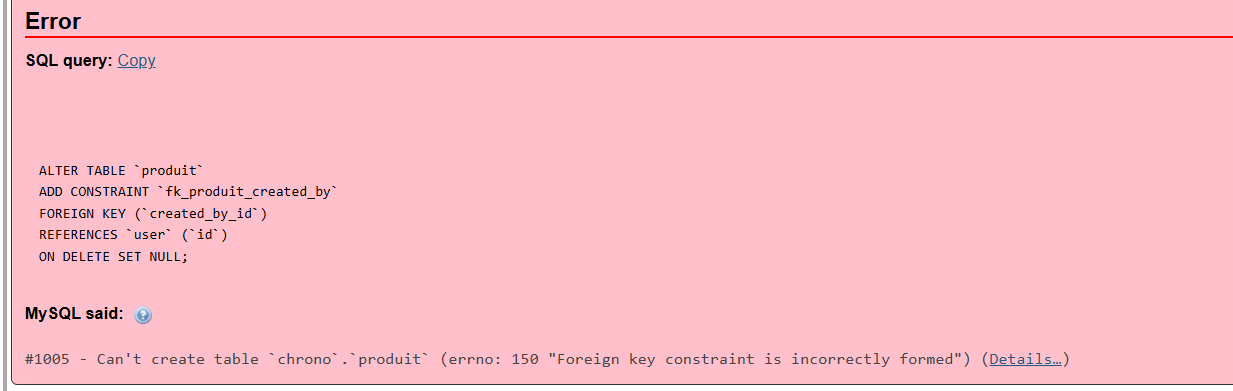 Error
SQL query: Copy
ALTER TABLE `produit`
ADD CONSTRAINT `fk_produit_created_by`
FOREIGN KEY (`created_by_id`)
REFERENCES `user` (`id`)
ON DELETE SET NULL;
MySQL said: ?
#1005 - Can't create table `chrono`.`produit` (errno: 150 "Foreign key constraint is incorrectly formed") (Details…)